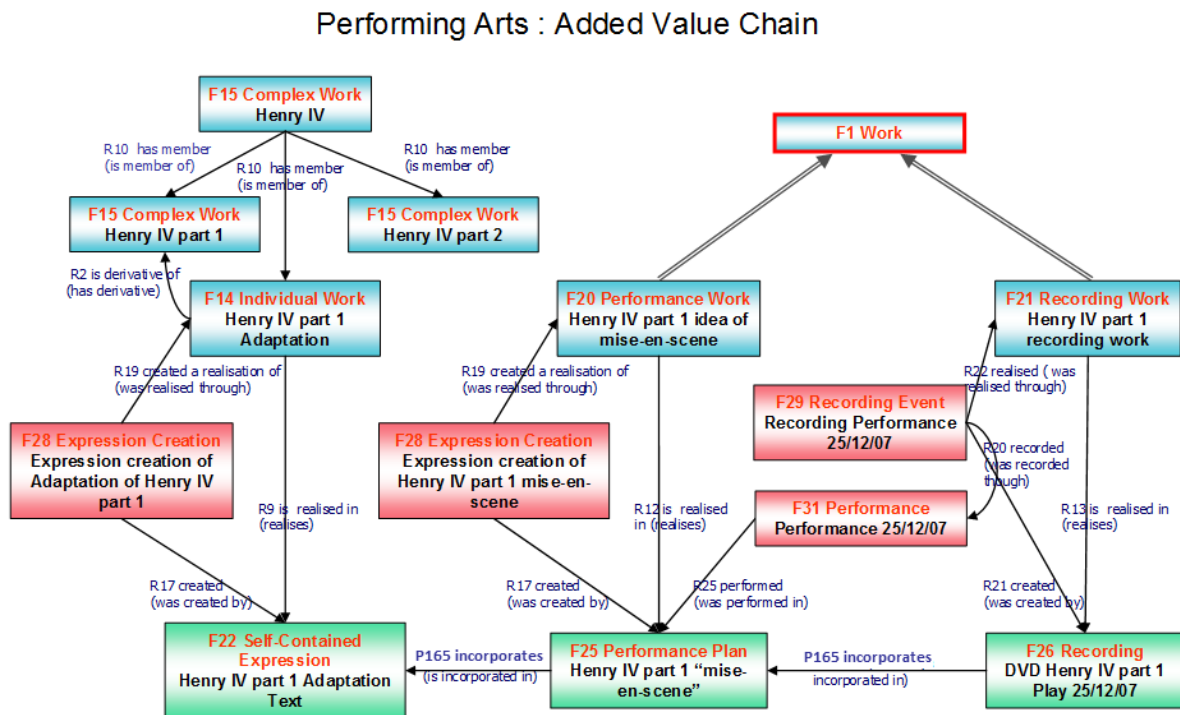 Performing Arts : Added Value Chain
F15 Complex Work
Henry IV
F1 Work
R10 has member
(is member of)
R10 has member
(is member of)
R10 has member
(is member of)
F15 Complex Work
Henry IV part 1
F15 Complex Work
Henry IV part 2
R2 is derivative of
(has derivative)
F14 Individual Work
Henry IV part 1
Adaptation
F20 Performance Work
Henry IV part 1 idea of
mise-en-scene
F21 Recording Work
Henry IV part 1
recording work
R19 created a realisation of
(was realised through)
R19 created a realisation of
(was realised through)
R22 realised ( was
realised through)
F29 Recording Event
Recording Performance
25/12/07
F28 Expression Creation
Expression creation of
Adaptation of Henry IV
part 1
F28 Expression Creation
Expression creation of
Henry IV part 1 mise-en-
scene
R20 recorded
(was recorded
though)
F31 Performance
Performance 25/12/07
R9 is realised in
(realises)
R12 is realised
in (realises)
R13 is realised in
(realises)
R17 created
(was created by)
R17 created
(was created by)
R25 performed
(was performed in)
R21 created
(was created by)
F22 Self-Contained
Expression
Henry IV part 1 Adaptation
Text
P165 incorporates
(is incorporated in)
F25 Performance Plan
Henry IV part 1 “mise-
en-scene”
P165 incorporates
incorporated in)
F26 Recording
DVD Henry IV part 1
Play 25/12/07